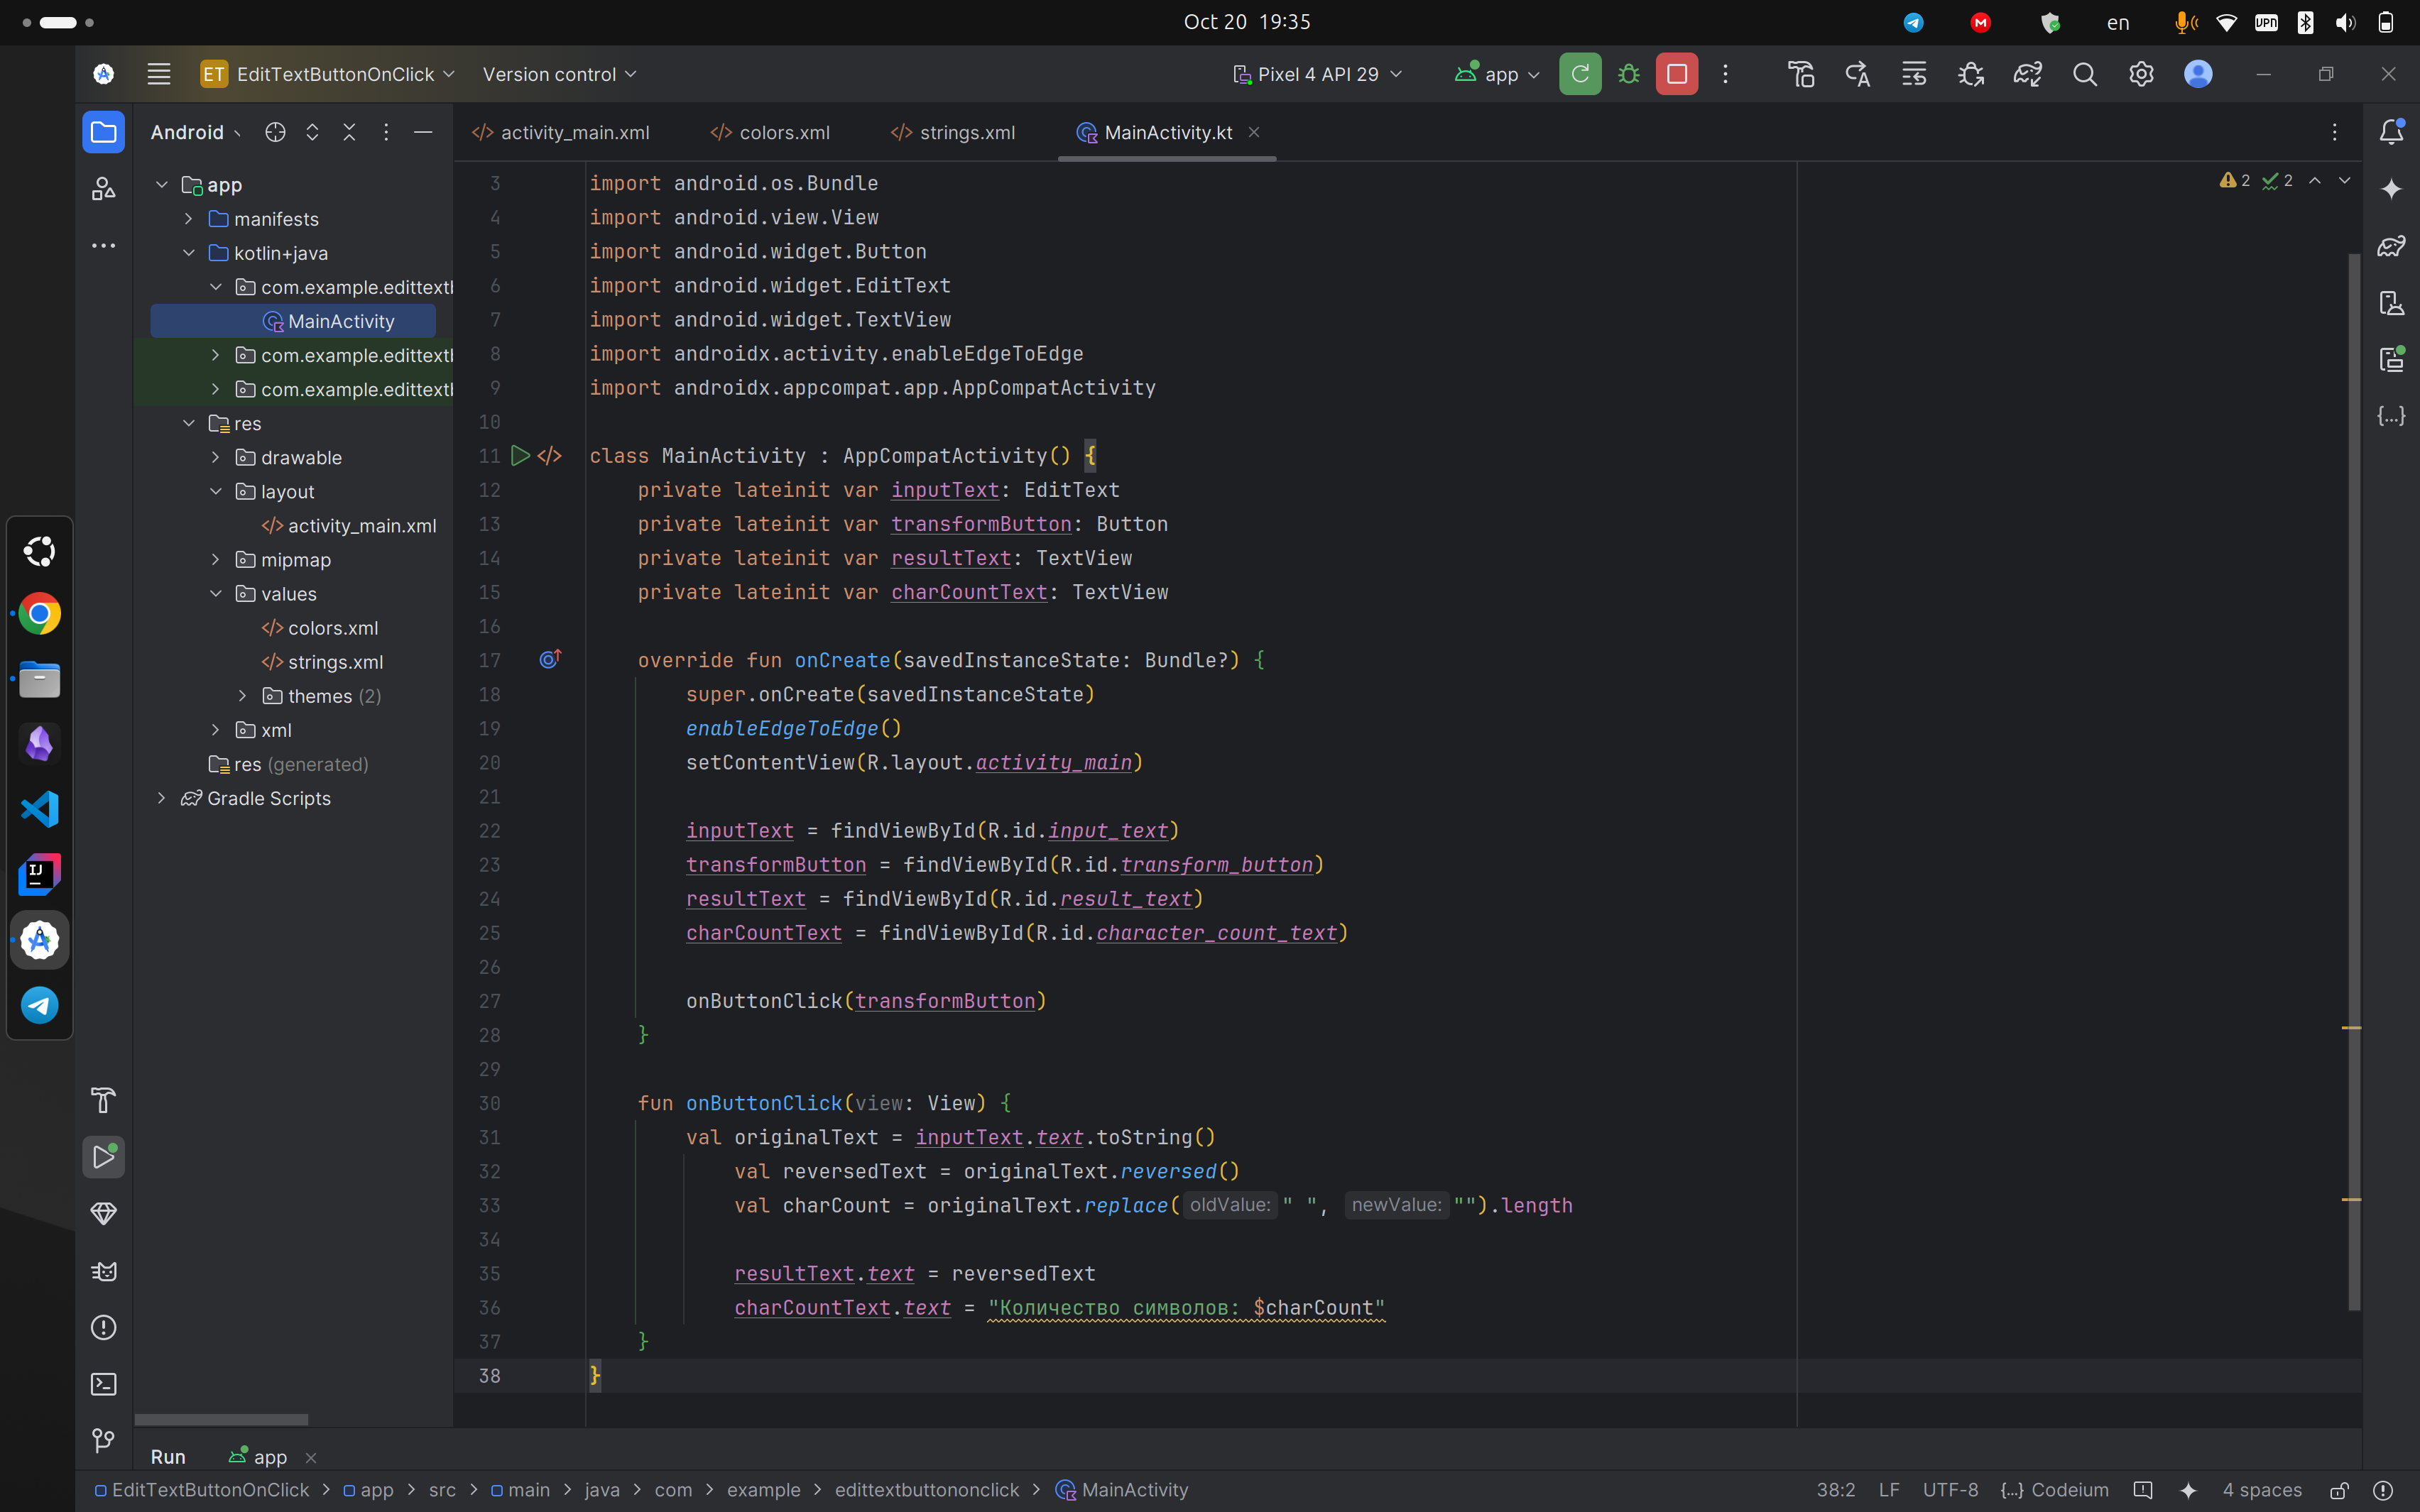 Oct 20 19:35
en
VPN
ET EditTextButtonOnClick
Version control
Pixel 4 API 29
app
Android
activity_main.xml
colors.xml
strings.xml
MainActivity.kt
2
2
app
manifests
kotlin+java
com.example.edittextb
MainActivity
com.example.edittextb
com.example.edittextb
res
drawable
layout
activity_main.xml
mipmap
values
colors.xml
strings.xml
themes (2)
xml
res (generated)
Gradle Scripts
3 import android.os.Bundle
4 import android.view.View
5 import android.widget.Button
6 import android.widget.EditText
7 import android.widget.TextView
8 import androidx.activity.enableEdgeToEdge
9 import androidx.appcompat.app.AppCompatActivity
10
11 class MainActivity : AppCompatActivity() {
12 private lateinit var inputText: EditText
13 private lateinit var transformButton: Button
14 private lateinit var resultText: TextView
15 private lateinit var charCountText: TextView
16
17 override fun onCreate(savedInstanceState: Bundle?) {
18 super.onCreate(savedInstanceState)
19 enableEdgeToEdge()
20 setContentView(R.layout.activity_main)
21
22 inputText = findViewById(R.id.input_text)
23 transformButton = findViewById(R.id.transform_button)
24 resultText = findViewById(R.id.result_text)
25 charCountText = findViewById(R.id.character_count_text)
26
27 onButtonClick(transformButton)
28 }
29
30 fun onButtonClick(view: View) {
31 val originalText = inputText.text.toString()
32 val reversedText = originalText.reversed()
33 val charCount = originalText.replace( oldValue: " ", newValue: "").length
34
35 resultText.text = reversedText
36 charCountText.text = "Количество символов: $charCount"
37 }
38 }
Run
app
EditTextButtonOnClick > app > src > main > java > com > example > edittextbuttononclick > MainActivity
38:2 LF UTF-8 {...} Codeium 4 spaces